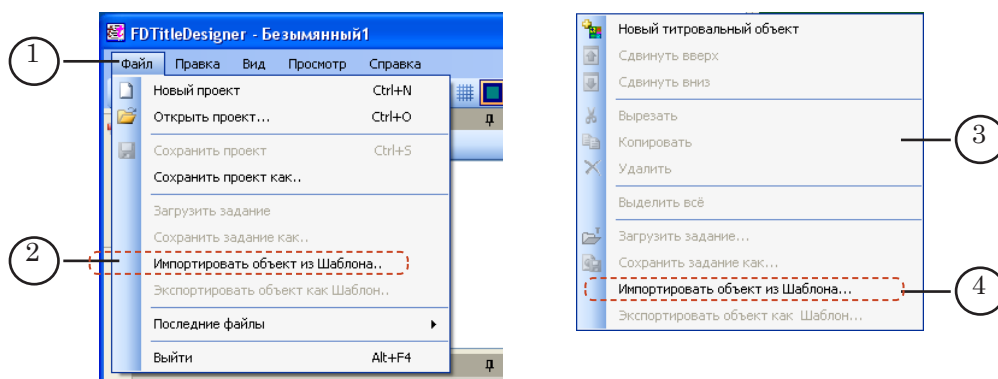 FDTitleDesigner - Безымянный1
Файл Правка Вид Просмотр Справка
Новый проект Ctrl+N
Открыть проект... Ctrl+O
Сохранить проект Ctrl+S
Сохранить проект как..
Загрузить задание
Сохранить задание как..
Импортировать объект из Шаблона..
Экспортировать объект как Шаблон..
Последние файлы
Выйти Alt+F4
1
2
Новый титровальный объект
Сдвинуть вверх
Сдвинуть вниз
Вырезать
Копировать
Удалить
Выделить всё
Загрузить задание...
Сохранить задание как...
Импортировать объект из Шаблона...
Экспортировать объект как Шаблон...
3
4